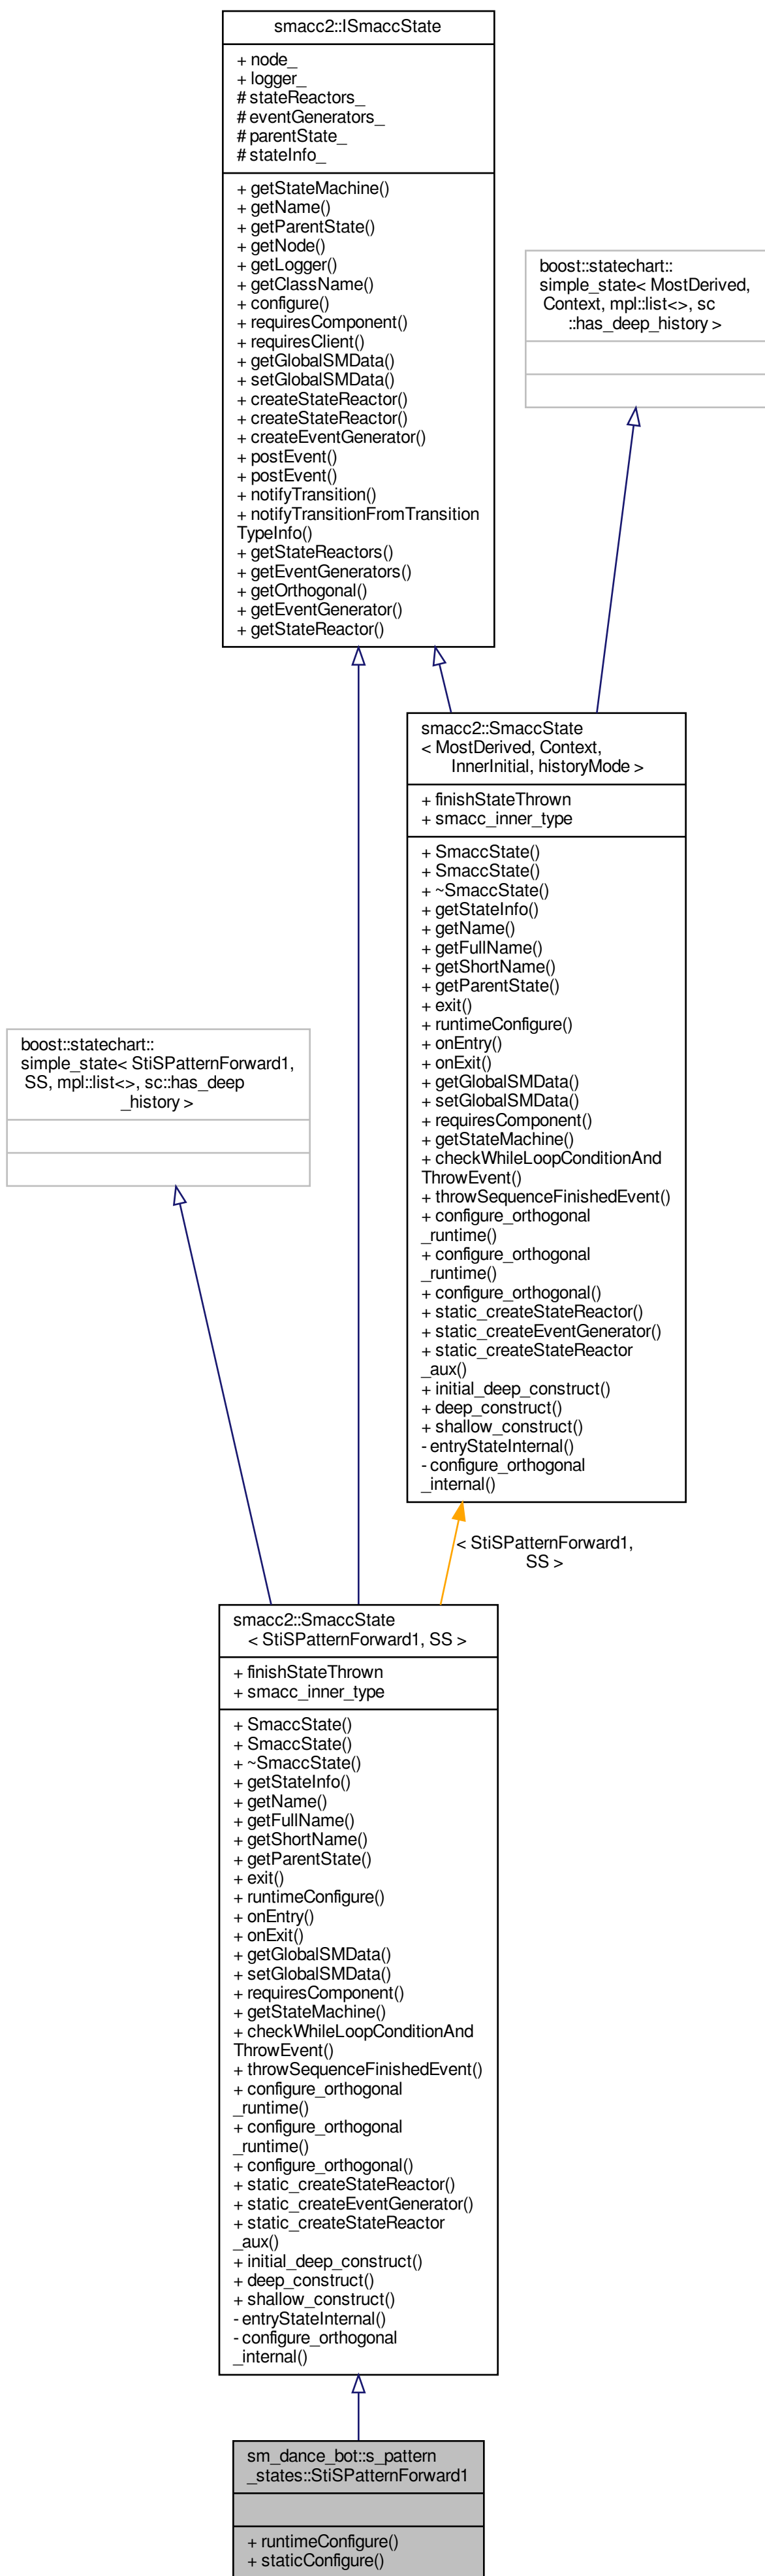 smacc2::ISmaccState
+ node_
+ logger_
# stateReactors_
# eventGenerators_
# parentState_
# stateInfo_
+ getStateMachine()
+ getName()
+ getParentState()
+ getNode()
+ getLogger()
+ getClassName()
+ configure()
+ requiresComponent()
+ requiresClient()
+ getGlobalSMData()
+ setGlobalSMData()
+ createStateReactor()
+ createStateReactor()
+ createEventGenerator()
+ postEvent()
+ postEvent()
+ notifyTransition()
+ notifyTransitionFromTransition
TypeInfo()
+ getStateReactors()
+ getEventGenerators()
+ getOrthogonal()
+ getEventGenerator()
+ getStateReactor()
boost::statechart::
simple_state< MostDerived,
Context, mpl::list<>, sc
::has_deep_history >
smacc2::SmaccState
< MostDerived, Context,
InnerInitial, historyMode >
+ finishStateThrown
+ smacc_inner_type
+ SmaccState()
+ SmaccState()
+ ~SmaccState()
+ getStateInfo()
+ getName()
+ getFullName()
+ getShortName()
+ getParentState()
+ exit()
+ runtimeConfigure()
+ onEntry()
+ onExit()
+ getGlobalSMData()
+ setGlobalSMData()
+ requiresComponent()
+ getStateMachine()
+ checkWhileLoopConditionAnd
ThrowEvent()
+ throwSequenceFinishedEvent()
+ configure_orthogonal
_runtime()
+ configure_orthogonal
_runtime()
+ configure_orthogonal()
+ static_createStateReactor()
+ static_createEventGenerator()
+ static_createStateReactor
_aux()
+ initial_deep_construct()
+ deep_construct()
+ shallow_construct()
- entryStateInternal()
- configure_orthogonal
_internal()
boost::statechart::
simple_state< StiSPatternForward1,
SS, mpl::list<>, sc::has_deep
_history >
< StiSPatternForward1,
SS >
smacc2::SmaccState
< StiSPatternForward1, SS >
+ finishStateThrown
+ smacc_inner_type
+ SmaccState()
+ SmaccState()
+ ~SmaccState()
+ getStateInfo()
+ getName()
+ getFullName()
+ getShortName()
+ getParentState()
+ exit()
+ runtimeConfigure()
+ onEntry()
+ onExit()
+ getGlobalSMData()
+ setGlobalSMData()
+ requiresComponent()
+ getStateMachine()
+ checkWhileLoopConditionAnd
ThrowEvent()
+ throwSequenceFinishedEvent()
+ configure_orthogonal
_runtime()
+ configure_orthogonal
_runtime()
+ configure_orthogonal()
+ static_createStateReactor()
+ static_createEventGenerator()
+ static_createStateReactor
_aux()
+ initial_deep_construct()
+ deep_construct()
+ shallow_construct()
- entryStateInternal()
- configure_orthogonal
_internal()
sm_dance_bot::s_pattern
_states::StiSPatternForward1
+ runtimeConfigure()
+ staticConfigure()